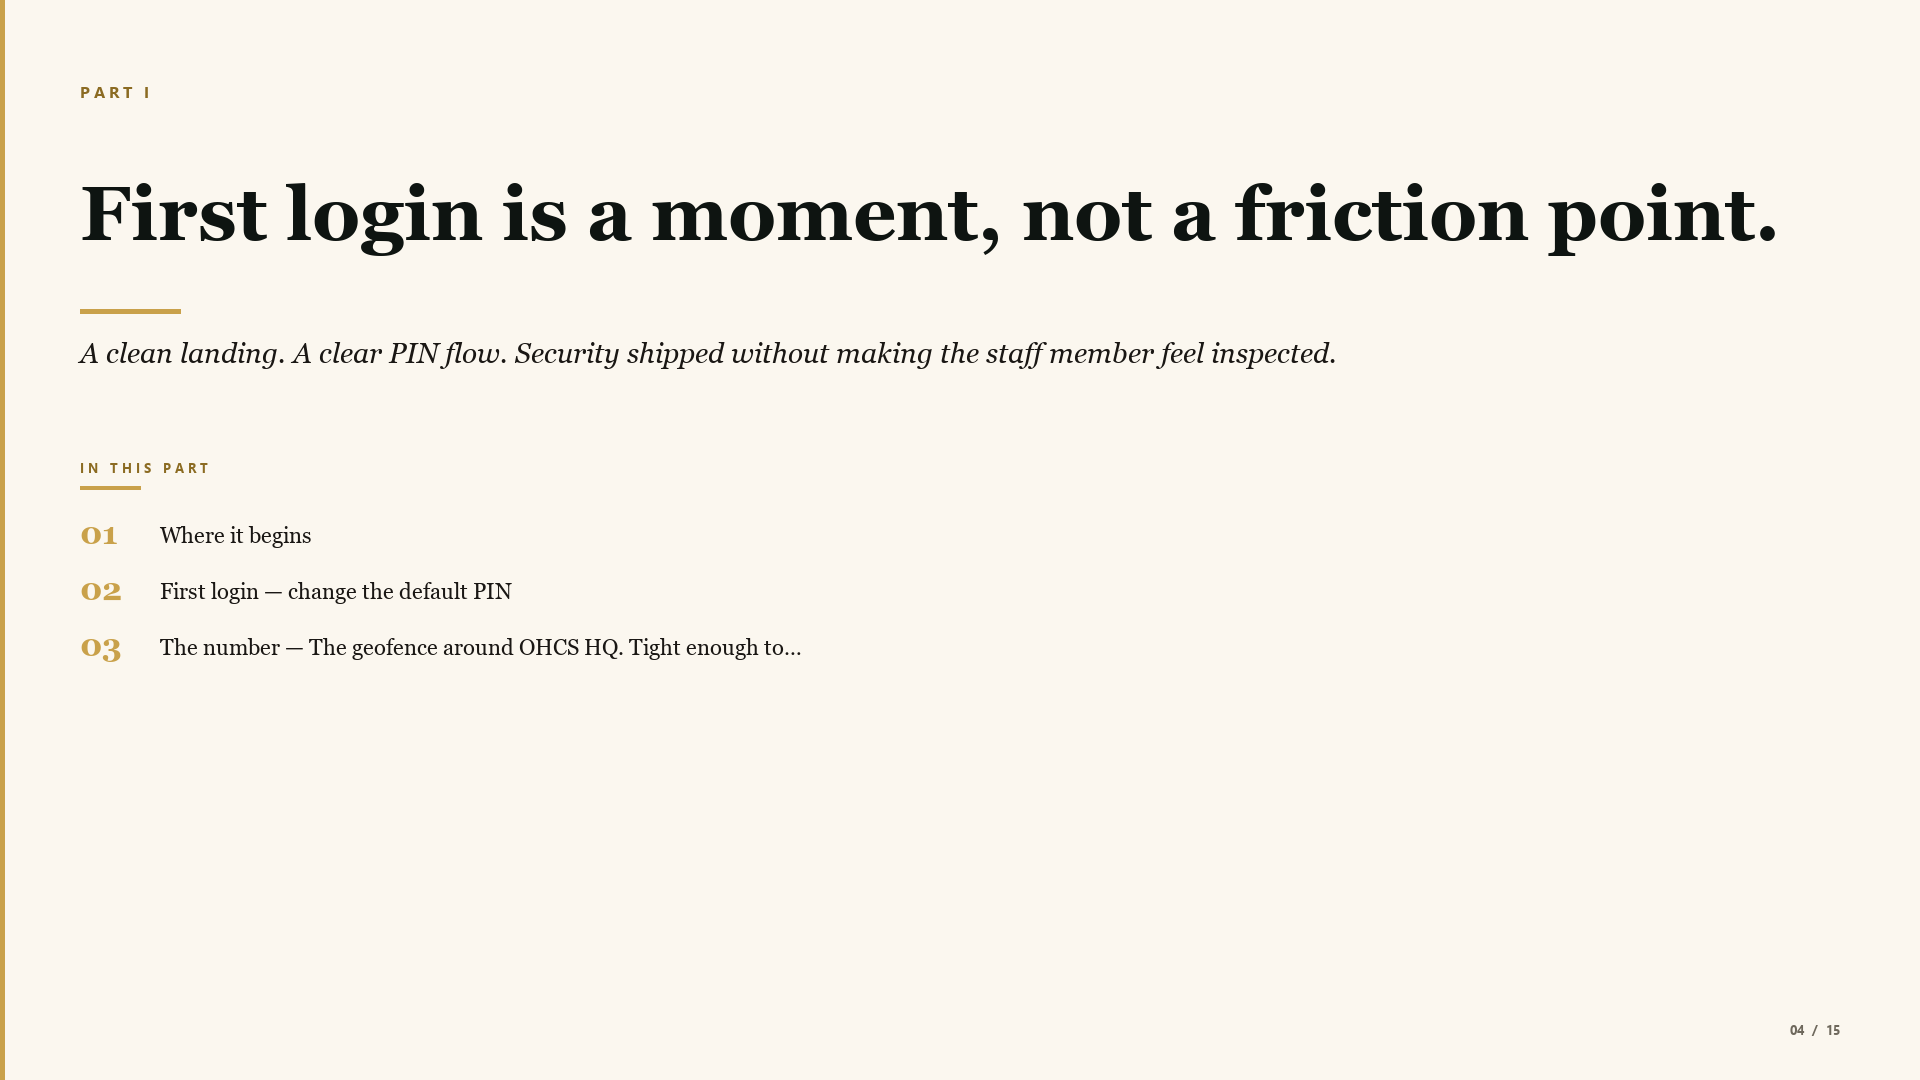 PART I
First login is a moment, not a friction point.
A clean landing. A clear PIN flow. Security shipped without making the staff member feel inspected.
IN THIS PART
01 Where it begins
02 First login — change the default PIN
03 The number — The geofence around OHCS HQ. Tight enough to…
04 / 15